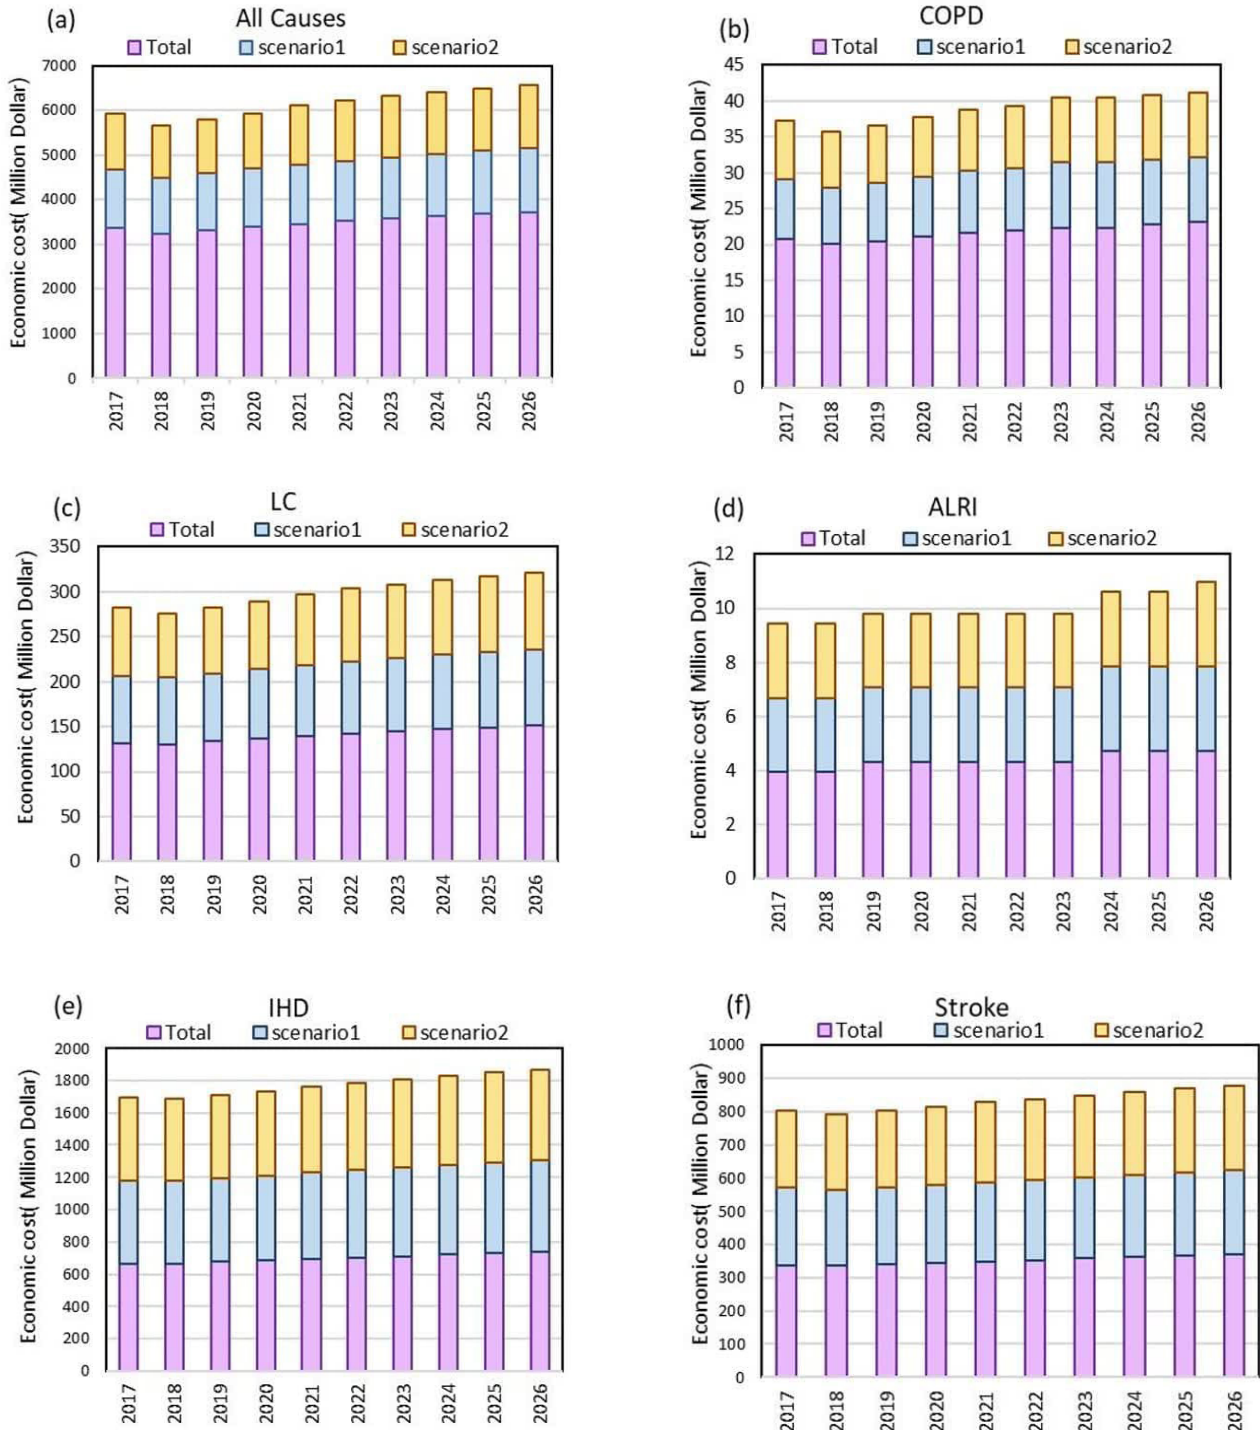 (a)
All Causes
Total scenario1 scenario2
Economic cost( Million Dollar)
7000
6000
5000
4000
3000
2000
1000
0
2017 2018 2019 2020 2021 2022 2023 2024 2025 2026
(b)
COPD
Total scenario1 scenario2
Economic cost( Million Dollar)
45
40
35
30
25
20
15
10
5
0
2017 2018 2019 2020 2021 2022 2023 2024 2025 2026
(c)
LC
Total scenario1 scenario2
Economic cost( Million Dollar)
350
300
250
200
150
100
50
0
2017 2018 2019 2020 2021 2022 2023 2024 2025 2026
(d)
ALRI
Total scenario1 scenario2
Economic cost( Million Dollar)
12
10
8
6
4
2
0
2017 2018 2019 2020 2021 2022 2023 2024 2025 2026
(e)
IHD
Total scenario1 scenario2
Economic cost( Million Dollar)
2000
1800
1600
1400
1200
1000
800
600
400
200
0
2017 2018 2019 2020 2021 2022 2023 2024 2025 2026
(f)
Stroke
Total scenario1 scenario2
Economic cost( Million Dollar)
1000
900
800
700
600
500
400
300
200
100
0
2017 2018 2019 2020 2021 2022 2023 2024 2025 2026